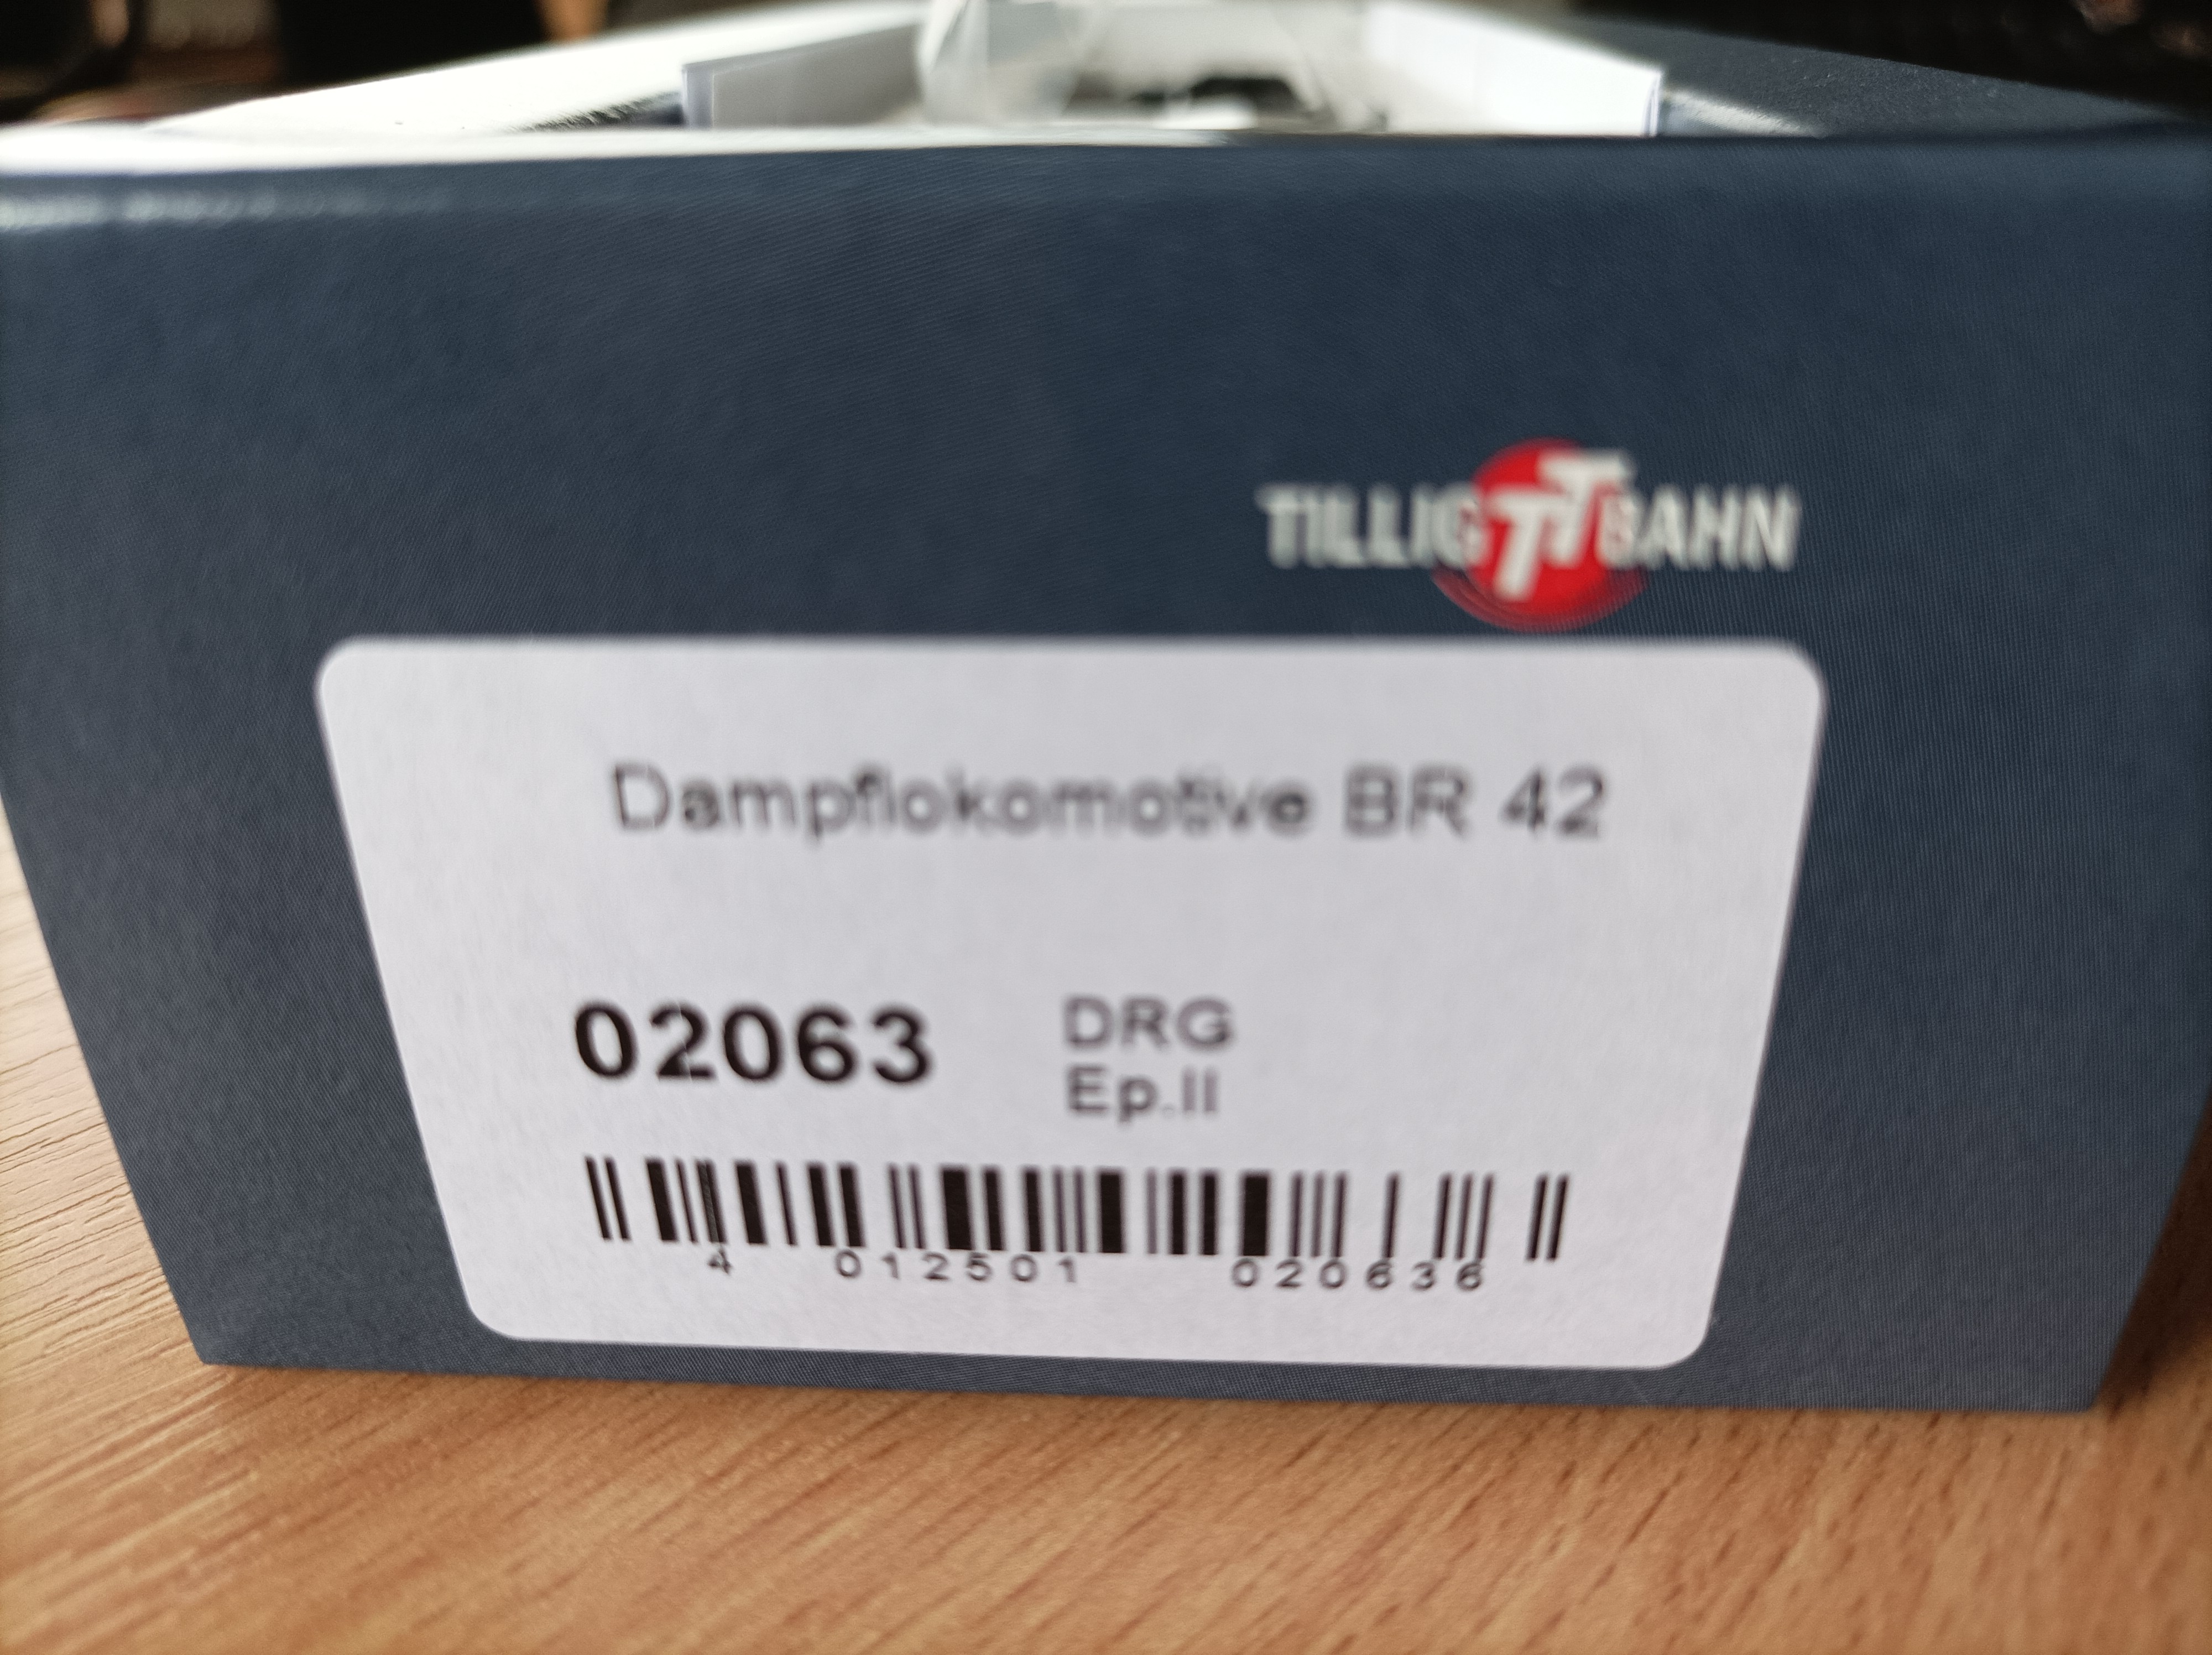 TILLIG TT BAHN
Dampflokomotive BR 42
02063
DRG
Ep.II
4 012501 020636